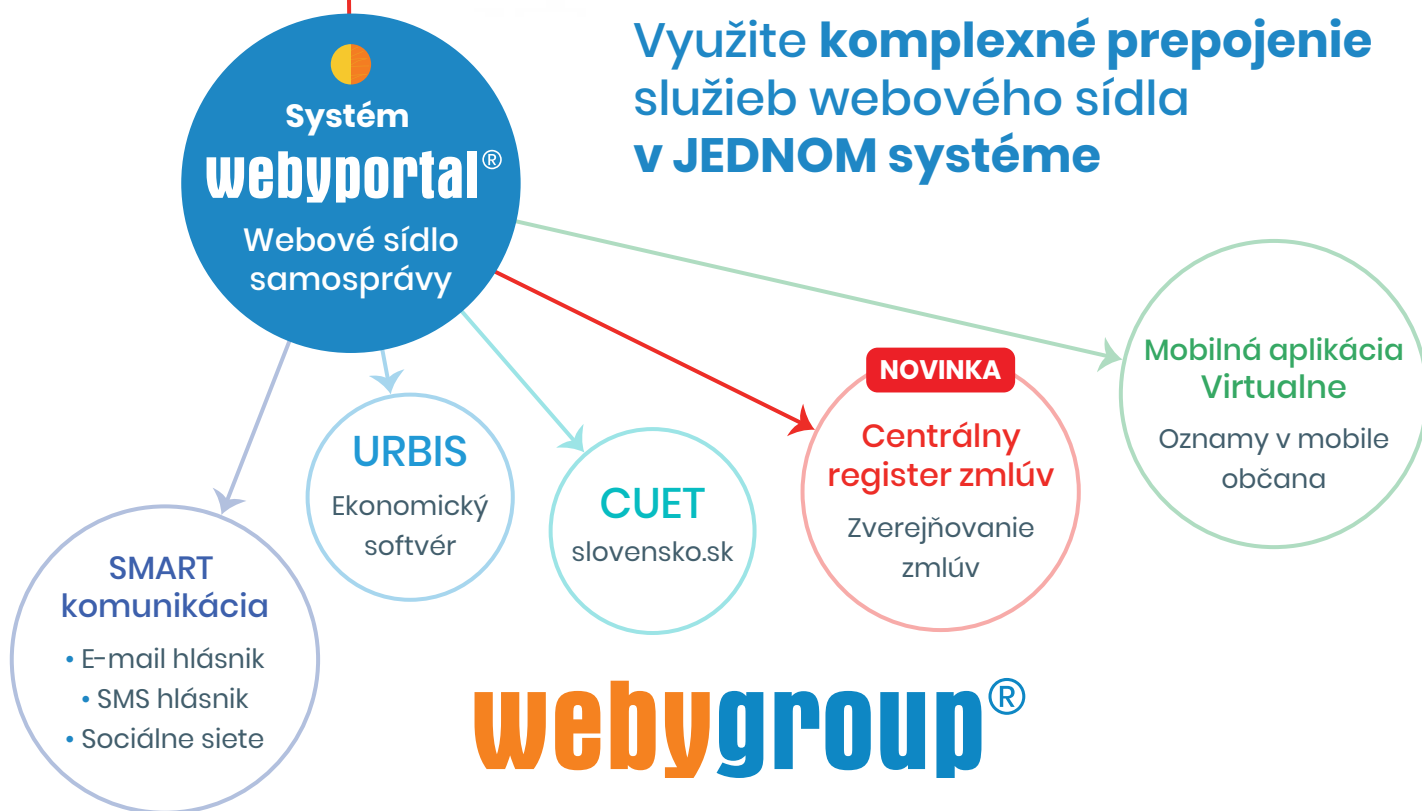 Využite komplexné prepojenie
služieb webového sídla
v JEDNOM systéme
Systém
webyportal®
Webové sídlo
samosprávy
SMART
komunikácia
• E-mail hlásnik
• SMS hlásnik
• Sociálne siete
URBIS
Ekonomický
softvér
CUET
slovensko.sk
NOVINKA
Centrálny
register zmlúv
Zverejňovanie
zmlúv
Mobilná aplikácia
Virtualne
Oznamy v mobile
občana
webygroup®